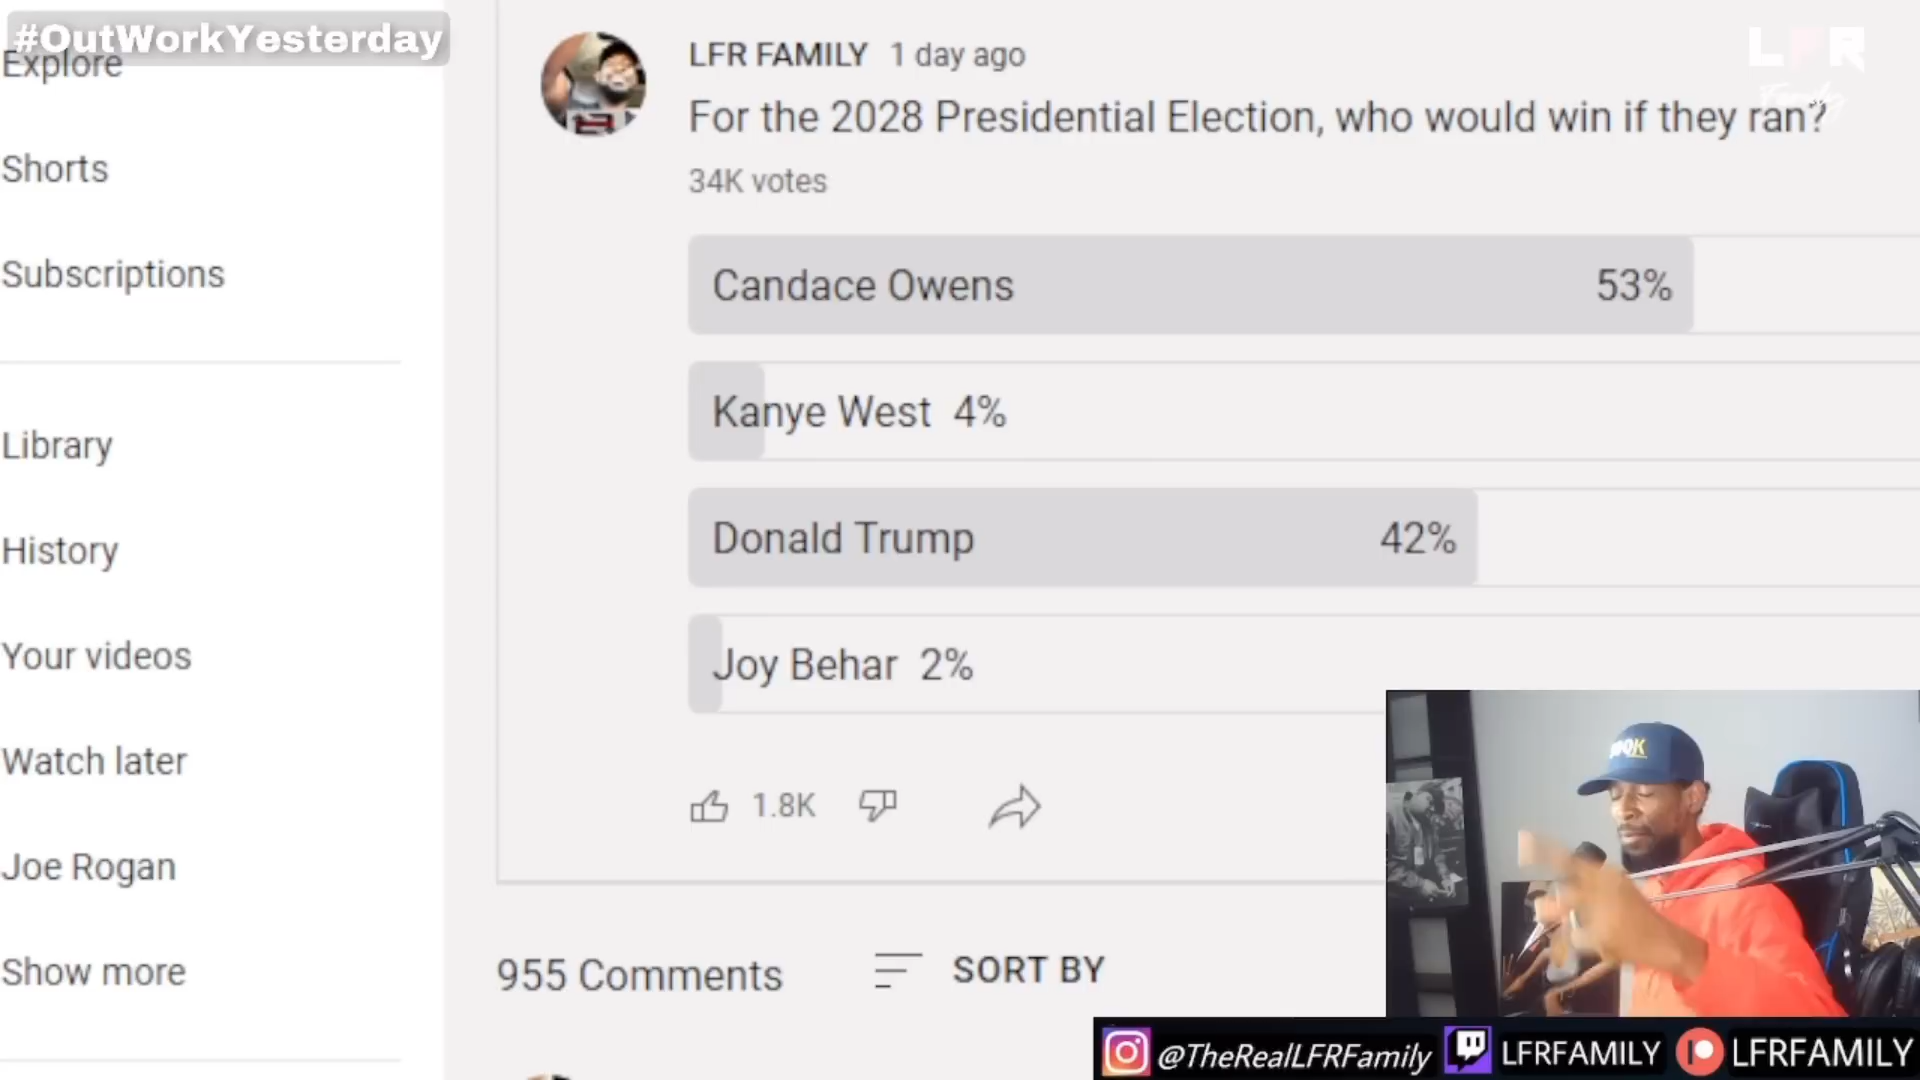 #OutWorkYesterday
Explore
Shorts
Subscriptions
Library
History
Your videos
Watch later
Joe Rogan
Show more
LFR FAMILY 1 day ago
For the 2028 Presidential Election, who would win if they ran?
34K votes
Candace Owens 53%
Kanye West 4%
Donald Trump 42%
Joy Behar 2%
1.8K
955 Comments
SORT BY
LFR
Family
@TheRealLFRFamily
LFRFAMILY
LFRFAMILY